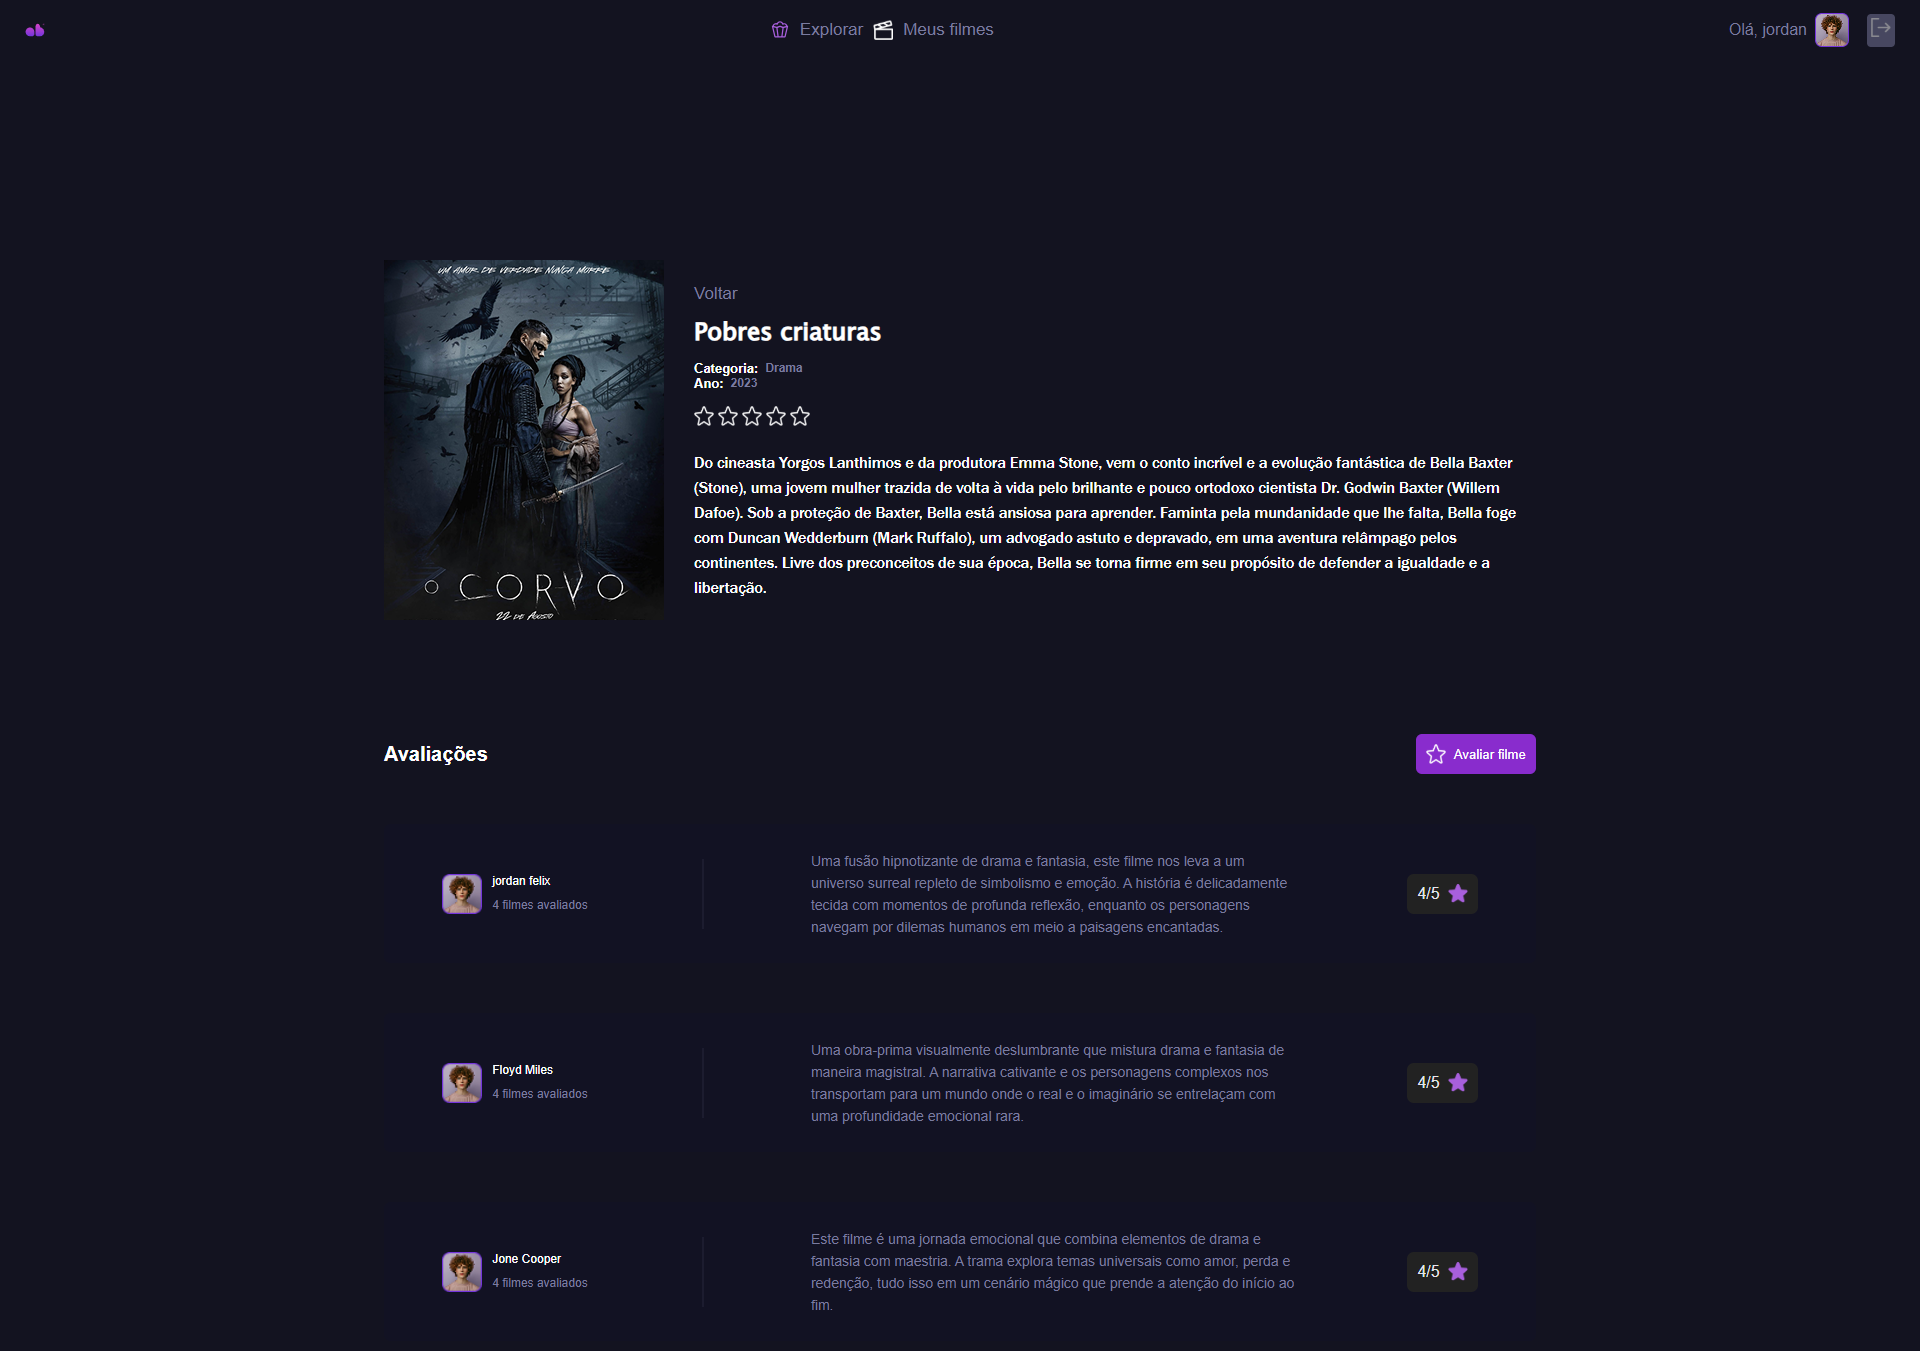 Explorar
Meus filmes
Olá, jordan
UM AMOR DE VERDADE NUNCA MORRE
O CORVO
22 DE AGOSTO
Voltar
Pobres criaturas
Categoria: Drama
Ano: 2023
Do cineasta Yorgos Lanthimos e da produtora Emma Stone, vem o conto incrível e a evolução fantástica de Bella Baxter
(Stone), uma jovem mulher trazida de volta à vida pelo brilhante e pouco ortodoxo cientista Dr. Godwin Baxter (Willem
Dafoe). Sob a proteção de Baxter, Bella está ansiosa para aprender. Faminta pela mundanidade que lhe falta, Bella foge
com Duncan Wedderburn (Mark Ruffalo), um advogado astuto e depravado, em uma aventura relâmpago pelos
continentes. Livre dos preconceitos de sua época, Bella se torna firme em seu propósito de defender a igualdade e a
libertação.
Avaliações
Avaliar filme
jordan felix
4 filmes avaliados
Uma fusão hipnotizante de drama e fantasia, este filme nos leva a um
universo surreal repleto de simbolismo e emoção. A história é delicadamente
tecida com momentos de profunda reflexão, enquanto os personagens
navegam por dilemas humanos em meio a paisagens encantadas.
4/5
Floyd Miles
4 filmes avaliados
Uma obra-prima visualmente deslumbrante que mistura drama e fantasia de
maneira magistral. A narrativa cativante e os personagens complexos nos
transportam para um mundo onde o real e o imaginário se entrelaçam com
uma profundidade emocional rara.
4/5
Jone Cooper
4 filmes avaliados
Este filme é uma jornada emocional que combina elementos de drama e
fantasia com maestria. A trama explora temas universais como amor, perda e
redenção, tudo isso em um cenário mágico que prende a atenção do início ao
fim.
4/5